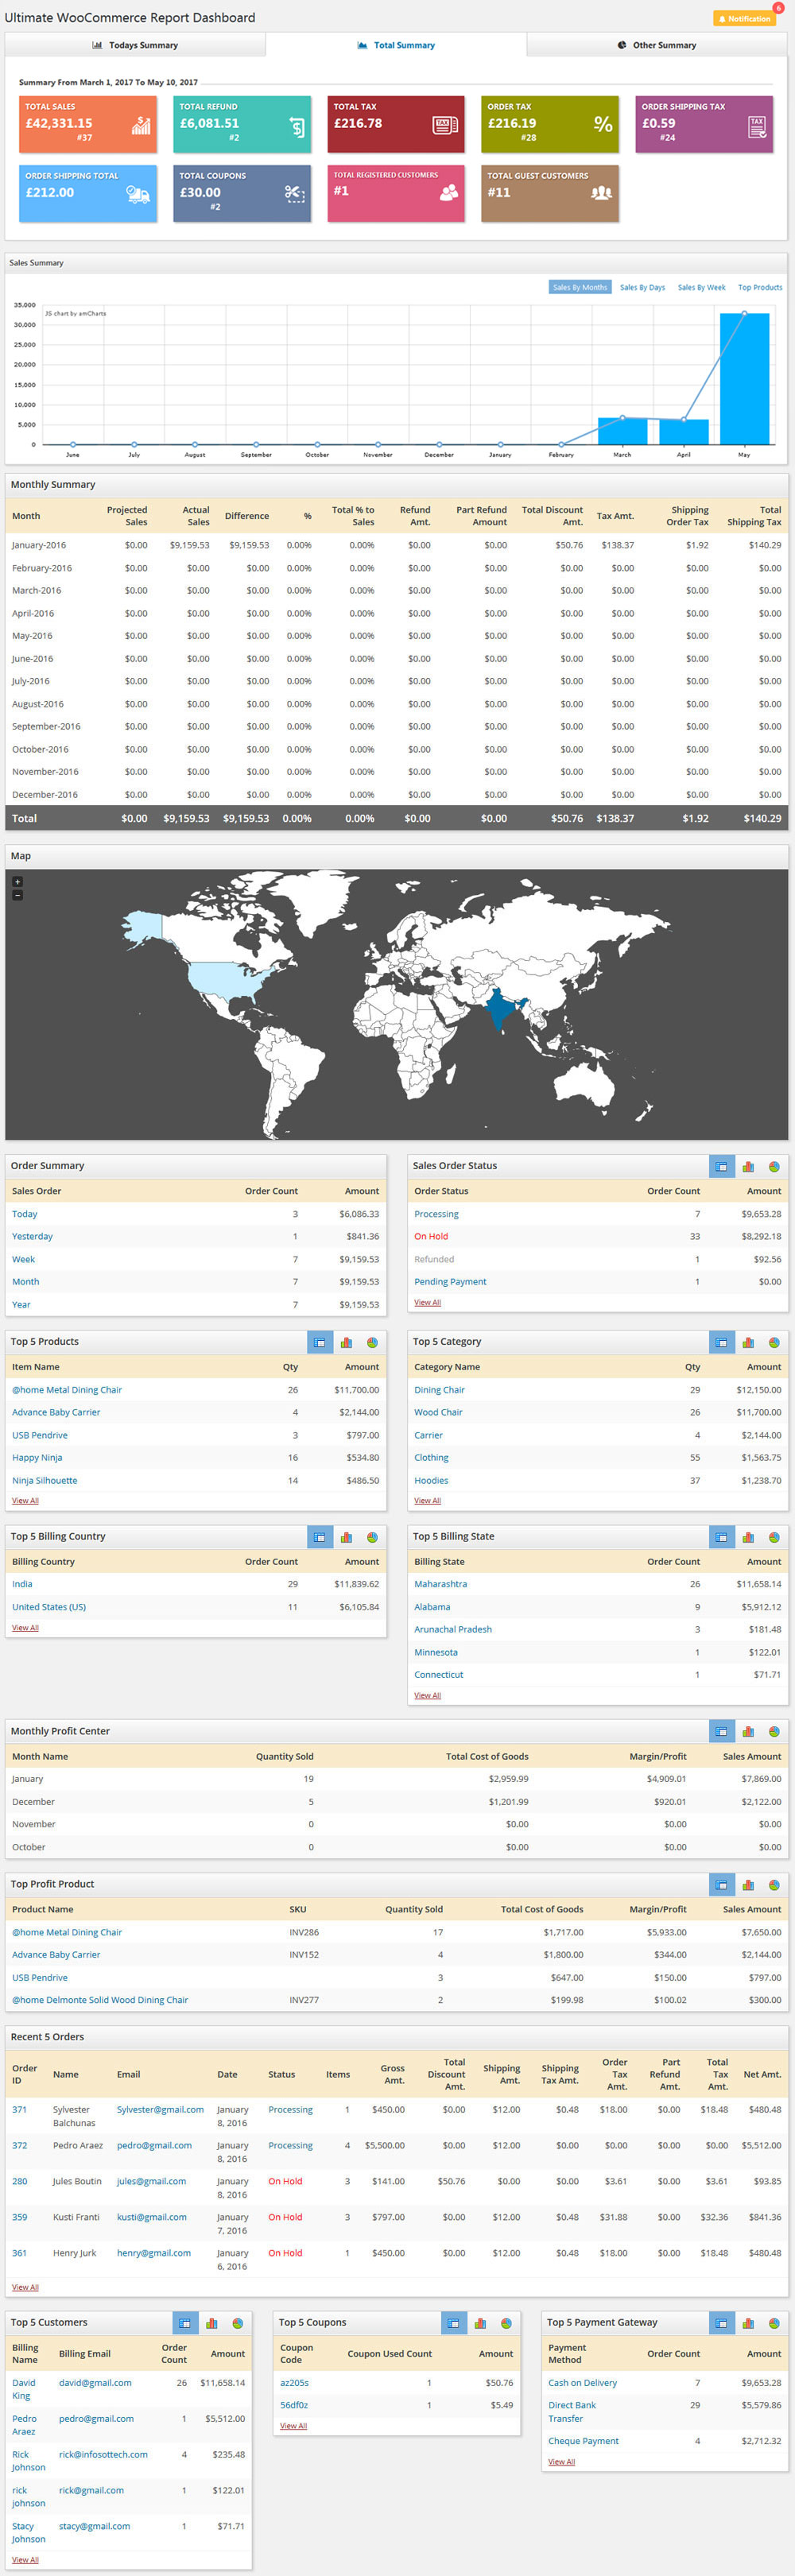 Ultimate WooCommerce Report Dashboard
6
Notification
Todays Summary
Total Summary
Other Summary
Summary From March 1, 2017 To May 10, 2017
TOTAL SALES
£42,331.15
#37
TOTAL REFUND
£6,081.51
#2
TOTAL TAX
£216.78
TAX
ORDER TAX
£216.19
#28
%
ORDER SHIPPING TAX
£0.59
#24
TAX
ORDER SHIPPING TOTAL
£212.00
TOTAL COUPONS
£30.00
#2
TOTAL REGISTERED CUSTOMERS
#1
TOTAL GUEST CUSTOMERS
#11
Sales Summary
Sales By Months Sales By Days Sales By Week Top Products
JS chart by amCharts
35,000
30,000
25,000
20,000
15,000
10,000
5,000
0
June July August September October November December January February March April May
Monthly Summary
Month Projected Sales Actual Sales Difference % Total % to Sales Refund Amt. Part Refund Amount Total Discount Amt. Tax Amt. Shipping Order Tax Total Shipping Tax
January-2016 $0.00 $9,159.53 $9,159.53 0.00% 0.00% $0.00 $0.00 $50.76 $138.37 $1.92 $140.29
February-2016 $0.00 $0.00 $0.00 0.00% 0.00% $0.00 $0.00 $0.00 $0.00 $0.00 $0.00
March-2016 $0.00 $0.00 $0.00 0.00% 0.00% $0.00 $0.00 $0.00 $0.00 $0.00 $0.00
April-2016 $0.00 $0.00 $0.00 0.00% 0.00% $0.00 $0.00 $0.00 $0.00 $0.00 $0.00
May-2016 $0.00 $0.00 $0.00 0.00% 0.00% $0.00 $0.00 $0.00 $0.00 $0.00 $0.00
June-2016 $0.00 $0.00 $0.00 0.00% 0.00% $0.00 $0.00 $0.00 $0.00 $0.00 $0.00
July-2016 $0.00 $0.00 $0.00 0.00% 0.00% $0.00 $0.00 $0.00 $0.00 $0.00 $0.00
August-2016 $0.00 $0.00 $0.00 0.00% 0.00% $0.00 $0.00 $0.00 $0.00 $0.00 $0.00
September-2016 $0.00 $0.00 $0.00 0.00% 0.00% $0.00 $0.00 $0.00 $0.00 $0.00 $0.00
October-2016 $0.00 $0.00 $0.00 0.00% 0.00% $0.00 $0.00 $0.00 $0.00 $0.00 $0.00
November-2016 $0.00 $0.00 $0.00 0.00% 0.00% $0.00 $0.00 $0.00 $0.00 $0.00 $0.00
December-2016 $0.00 $0.00 $0.00 0.00% 0.00% $0.00 $0.00 $0.00 $0.00 $0.00 $0.00
Total $0.00 $9,159.53 $9,159.53 0.00% 0.00% $0.00 $0.00 $50.76 $138.37 $1.92 $140.29
Map
+
−
Order Summary
Sales Order Order Count Amount
Today 3 $6,086.33
Yesterday 1 $841.36
Week 7 $9,159.53
Month 7 $9,159.53
Year 7 $9,159.53
Sales Order Status
Order Status Order Count Amount
Processing 7 $9,653.28
On Hold 33 $8,292.18
Refunded 1 $92.56
Pending Payment 1 $0.00
View All
Top 5 Products
Item Name Qty Amount
@home Metal Dining Chair 26 $11,700.00
Advance Baby Carrier 4 $2,144.00
USB Pendrive 3 $797.00
Happy Ninja 16 $534.80
Ninja Silhouette 14 $486.50
View All
Top 5 Category
Category Name Qty Amount
Dining Chair 29 $12,150.00
Wood Chair 26 $11,700.00
Carrier 4 $2,144.00
Clothing 55 $1,563.75
Hoodies 37 $1,238.70
View All
Top 5 Billing Country
Billing Country Order Count Amount
India 29 $11,839.62
United States (US) 11 $6,105.84
View All
Top 5 Billing State
Billing State Order Count Amount
Maharashtra 26 $11,658.14
Alabama 9 $5,912.12
Arunachal Pradesh 3 $181.48
Minnesota 1 $122.01
Connecticut 1 $71.71
View All
Monthly Profit Center
Month Name Quantity Sold Total Cost of Goods Margin/Profit Sales Amount
January 19 $2,959.99 $4,909.01 $7,869.00
December 5 $1,201.99 $920.01 $2,122.00
November 0 $0.00 $0.00 $0.00
October 0 $0.00 $0.00 $0.00
Top Profit Product
Product Name SKU Quantity Sold Total Cost of Goods Margin/Profit Sales Amount
@home Metal Dining Chair INV286 17 $1,717.00 $5,933.00 $7,650.00
Advance Baby Carrier INV152 4 $1,800.00 $344.00 $2,144.00
USB Pendrive 3 $647.00 $150.00 $797.00
@home Delmonte Solid Wood Dining Chair INV277 2 $199.98 $100.02 $300.00
Recent 5 Orders
Order ID Name Email Date Status Items Gross Amt. Total Discount Amt. Shipping Amt. Shipping Tax Amt. Order Tax Amt. Part Refund Amt. Total Tax Amt. Net Amt.
371 Sylvester Balchunas Sylvester@gmail.com January 8, 2016 Processing 1 $450.00 $0.00 $12.00 $0.48 $18.00 $0.00 $18.48 $480.48
372 Pedro Araez pedro@gmail.com January 8, 2016 Processing 4 $5,500.00 $0.00 $12.00 $0.00 $0.00 $0.00 $0.00 $5,512.00
280 Jules Boutin jules@gmail.com January 8, 2016 On Hold 3 $141.00 $50.76 $0.00 $0.00 $3.61 $0.00 $3.61 $93.85
359 Kusti Franti kusti@gmail.com January 7, 2016 On Hold 3 $797.00 $0.00 $12.00 $0.48 $31.88 $0.00 $32.36 $841.36
361 Henry Jurk henry@gmail.com January 6, 2016 On Hold 1 $450.00 $0.00 $12.00 $0.48 $18.00 $0.00 $18.48 $480.48
View All
Top 5 Customers
Billing Name Billing Email Order Count Amount
David King david@gmail.com 26 $11,658.14
Pedro Araez pedro@gmail.com 1 $5,512.00
Rick Johnson rick@infosottech.com 4 $235.48
rick johnson rick@gmail.com 1 $122.01
Stacy Johnson stacy@gmail.com 1 $71.71
View All
Top 5 Coupons
Coupon Code Coupon Used Count Amount
az205s 1 $50.76
56df0z 1 $5.49
View All
Top 5 Payment Gateway
Payment Method Order Count Amount
Cash on Delivery 7 $9,653.28
Direct Bank Transfer 29 $5,579.86
Cheque Payment 4 $2,712.32
View All